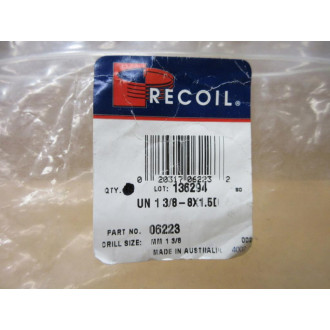 RECOIL®
0 20317 06223 2
QTY. LOT: 136294
UN 1 3/8-8X1.5D
PART NO. 06223
DRILL SIZE: MM 1 3/8
MADE IN AUSTRALIA